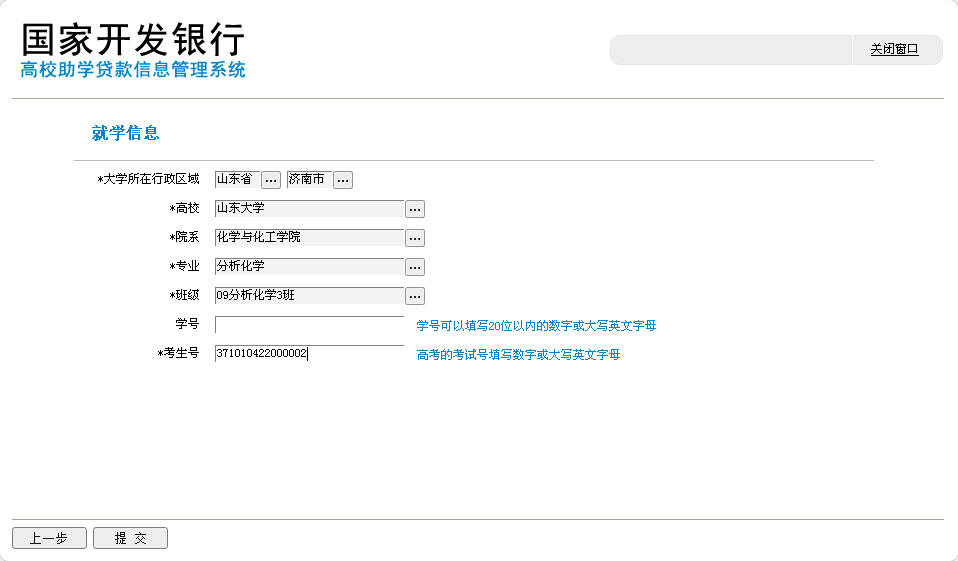 国家开发银行
高校助学贷款信息管理系统
关闭窗口
就学信息
*大学所在行政区域 山东省 ... 济南市 ...
*高校 山东大学 ...
*院系 化学与化工学院 ...
*专业 分析化学 ...
*班级 09分析化学3班 ...
学号 学号可以填写20位以内的数字或大写英文字母
*考生号 371010422000002 高考的考试号填写数字或大写英文字母
上一步 提 交